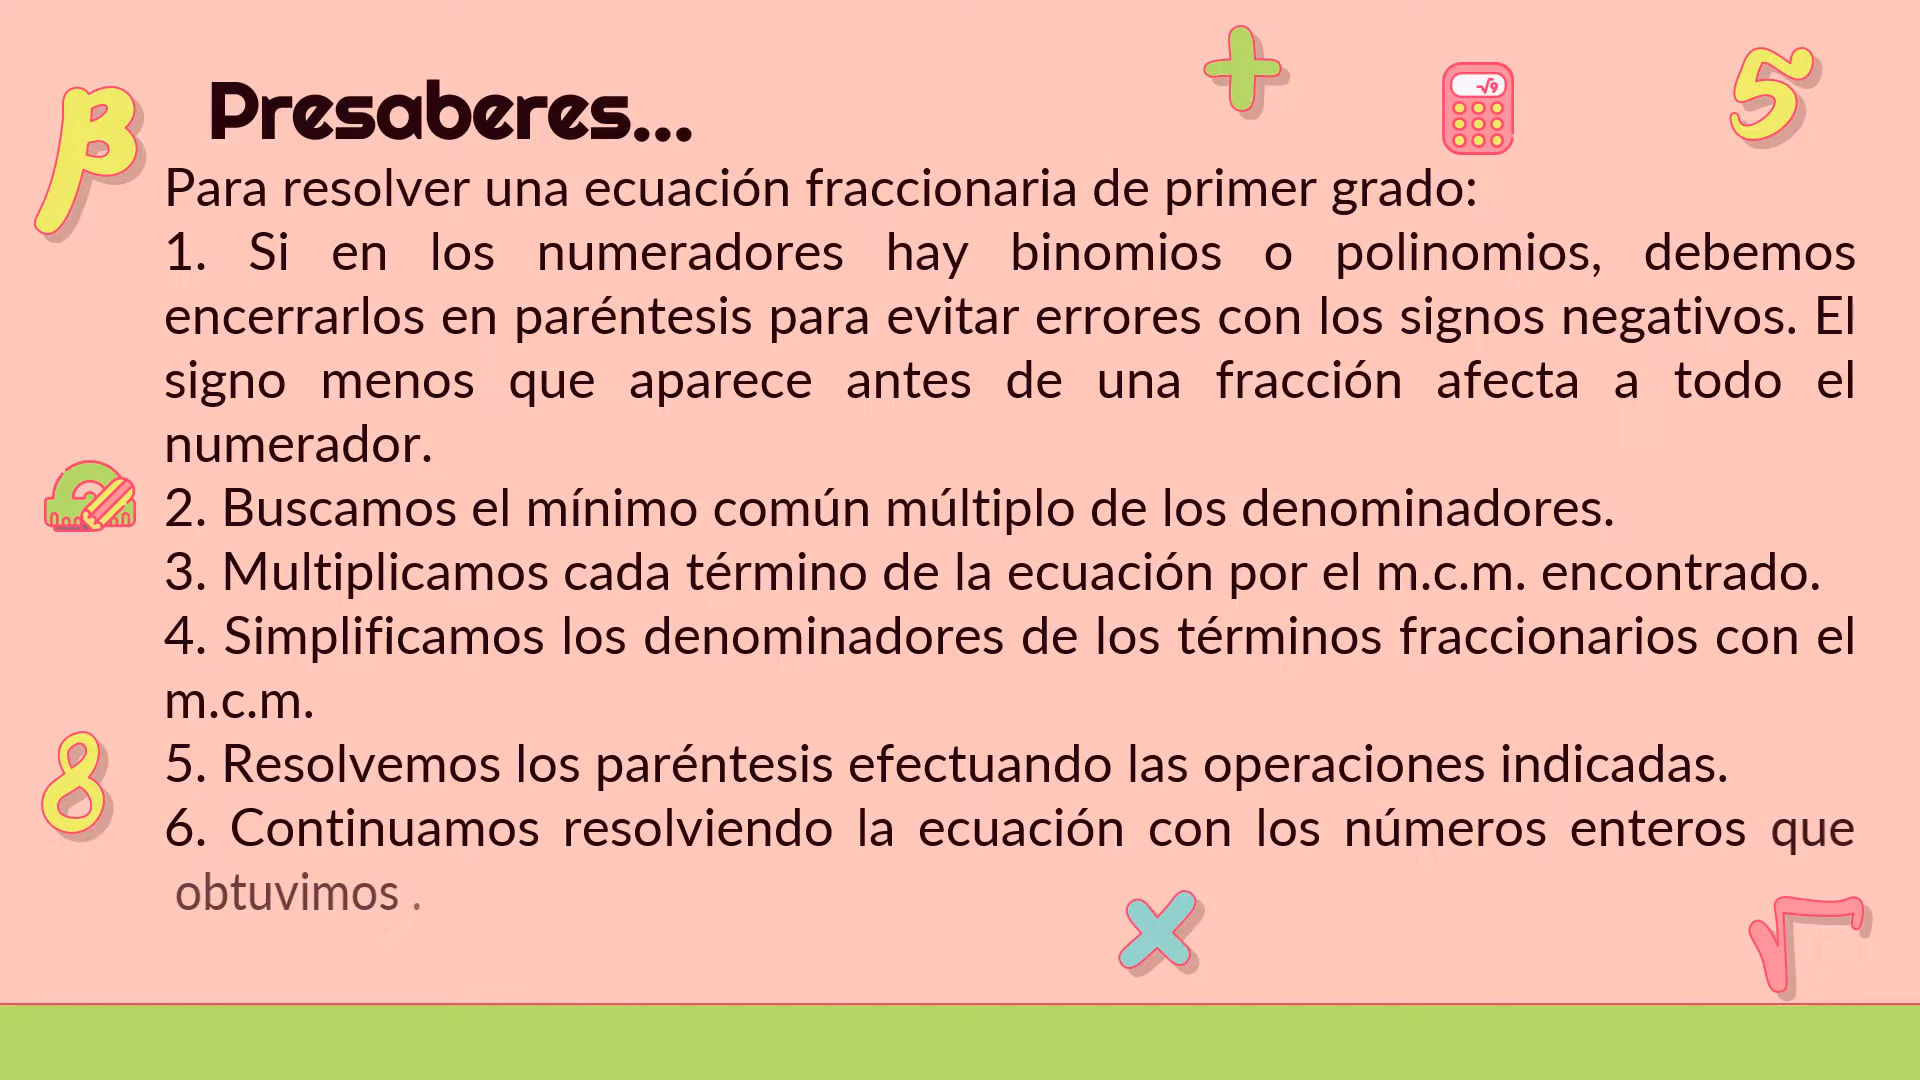 Presaberes...
Para resolver una ecuación fraccionaria de primer grado:
1. Si en los numeradores hay binomios o polinomios, debemos
encerrarlos en paréntesis para evitar errores con los signos negativos. El
signo menos que aparece antes de una fracción afecta a todo el
numerador.
2. Buscamos el mínimo común múltiplo de los denominadores.
3. Multiplicamos cada término de la ecuación por el m.c.m. encontrado.
4. Simplificamos los denominadores de los términos fraccionarios con el
m.c.m.
5. Resolvemos los paréntesis efectuando las operaciones indicadas.
6. Continuamos resolviendo la ecuación con los números enteros que
obtuvimos .
β
+
√9
5
8
×
√